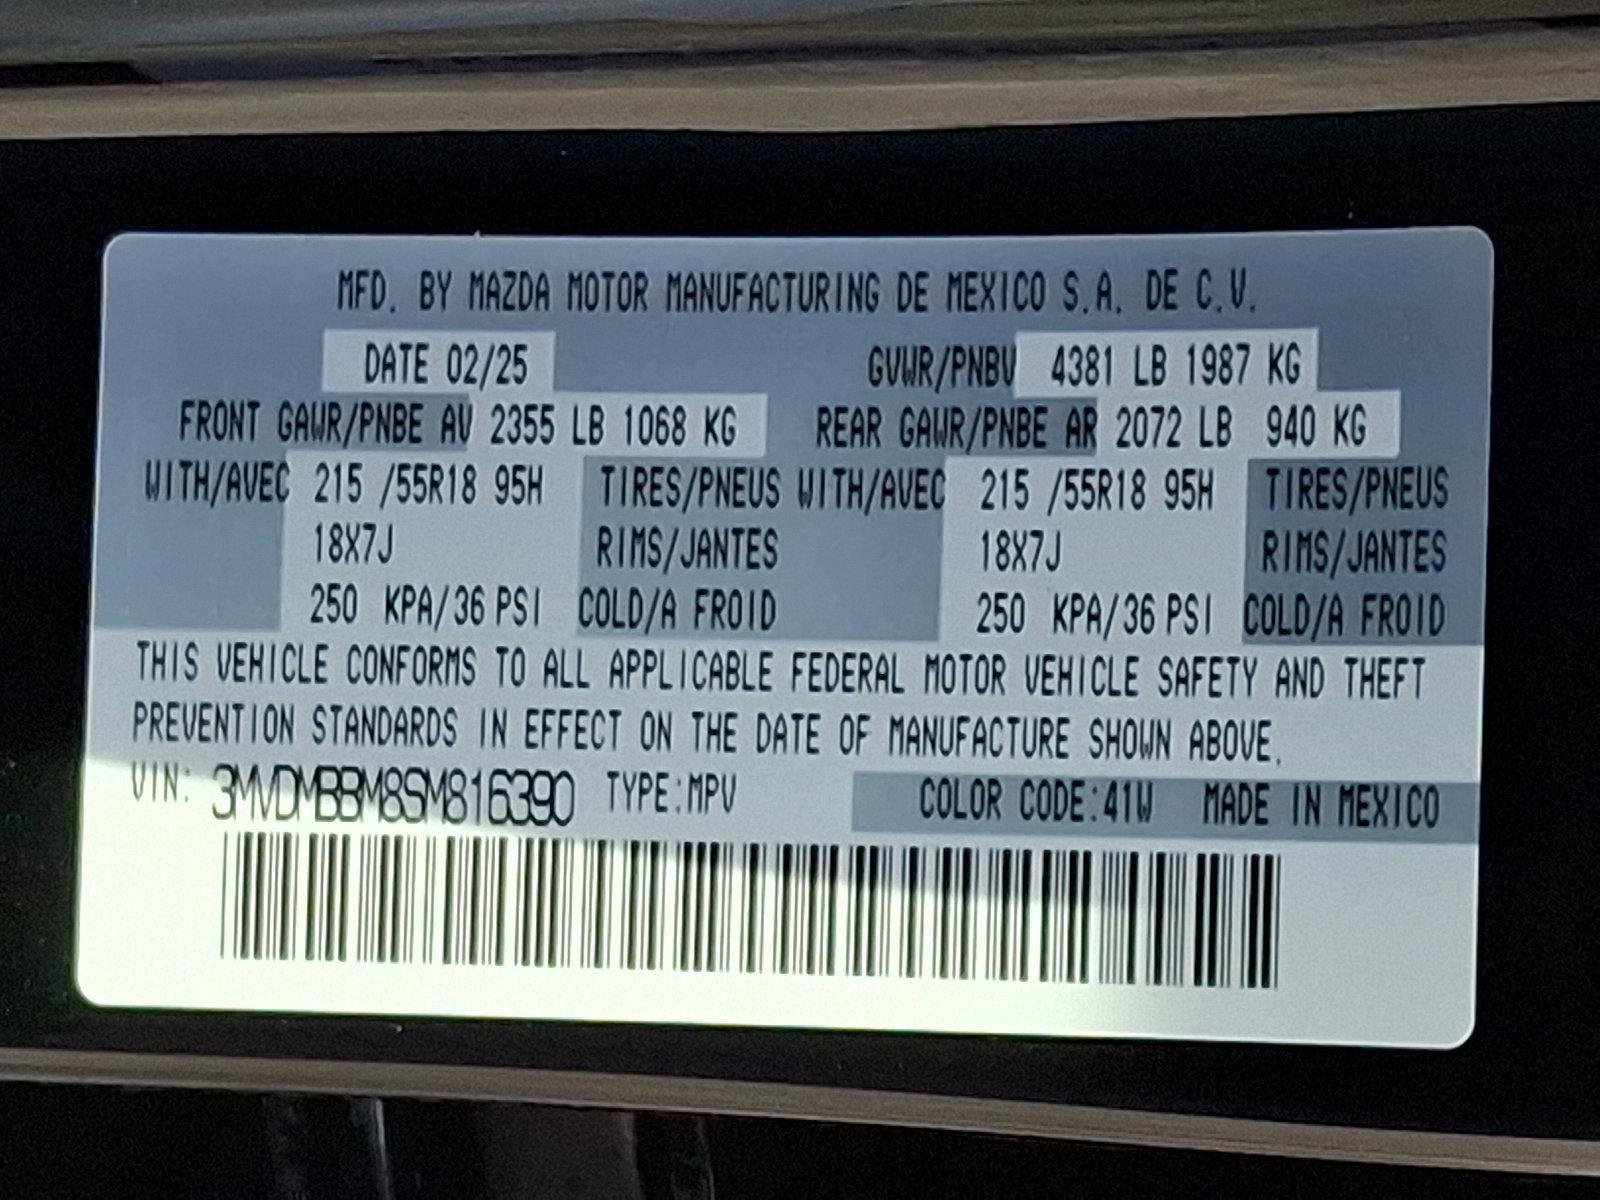 MFD. BY MAZDA MOTOR MANUFACTURING DE MEXICO S.A. DE C.V.
DATE 02/25 GVWR/PNBV 4381 LB 1987 KG
FRONT GAWR/PNBE AV 2355 LB 1068 KG REAR GAWR/PNBE AR 2072 LB 940 KG
WITH/AVEC 215 /55R18 95H TIRES/PNEUS WITH/AVEC 215 /55R18 95H TIRES/PNEUS
18X7J RIMS/JANTES 18X7J RIMS/JANTES
250 KPA/36 PSI COLD/A FROID 250 KPA/36 PSI COLD/A FROID
THIS VEHICLE CONFORMS TO ALL APPLICABLE FEDERAL MOTOR VEHICLE SAFETY AND THEFT
PREVENTION STANDARDS IN EFFECT ON THE DATE OF MANUFACTURE SHOWN ABOVE.
VIN: 3MVDMBBM8SM816390 TYPE:MPV COLOR CODE:41W MADE IN MEXICO